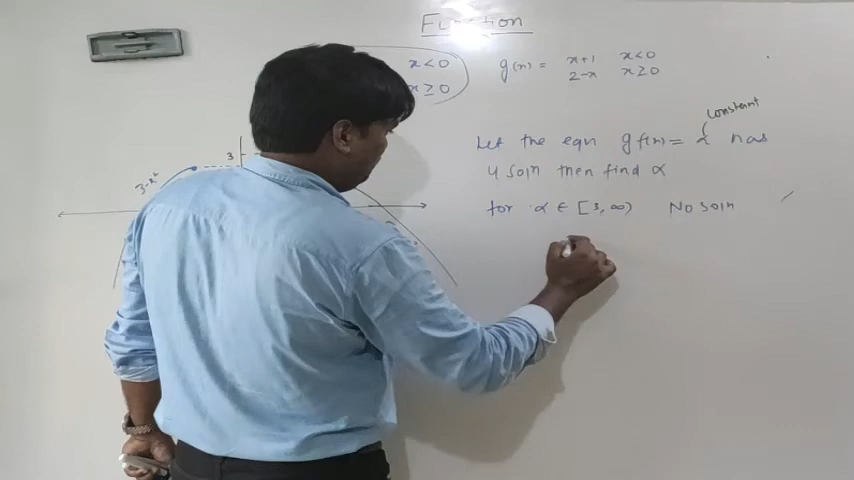 Function
x < 0
x ≥ 0
g(x) = x+1 x<0
2-x x≥0
constant
Let the eqn gf(x) = α has
4 soln then find α
for α ∈ [3, ∞) No soln
3
3-x²